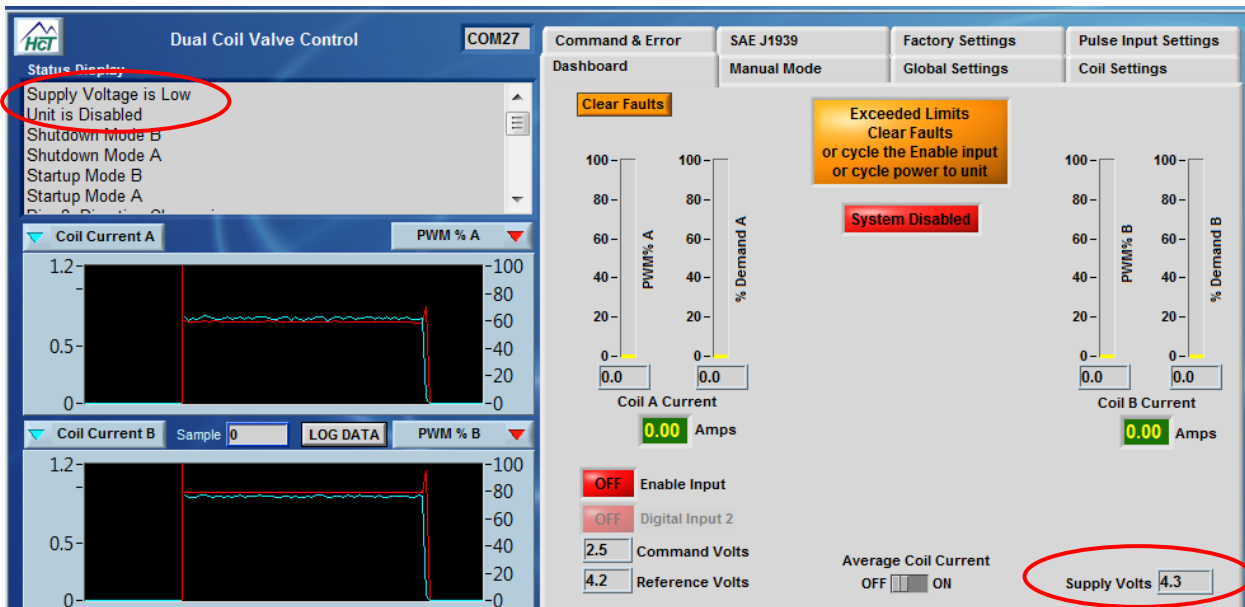 HCT
Dual Coil Valve Control
COM27
Status Display
Supply Voltage is Low
Unit is Disabled
Shutdown Mode B
Shutdown Mode A
Startup Mode B
Startup Mode A
Coil Current A
PWM % A
1.2
0.5
0
100
80
60
40
20
0
Coil Current B
Sample 0
LOG DATA
PWM % B
1.2
0.5
0
100
80
60
40
20
0
Command & Error
SAE J1939
Factory Settings
Pulse Input Settings
Dashboard
Manual Mode
Global Settings
Coil Settings
Clear Faults
Exceeded Limits
Clear Faults
or cycle the Enable input
or cycle power to unit
System Disabled
100
80
60
40
20
0
PWM% A
0.0
100
80
60
40
20
0
% Demand A
0.0
Coil A Current
0.00 Amps
100
80
60
40
20
0
PWM% B
0.0
100
80
60
40
20
0
% Demand B
0.0
Coil B Current
0.00 Amps
OFF Enable Input
OFF Digital Input 2
2.5 Command Volts
4.2 Reference Volts
Average Coil Current
OFF ON
Supply Volts 4.3